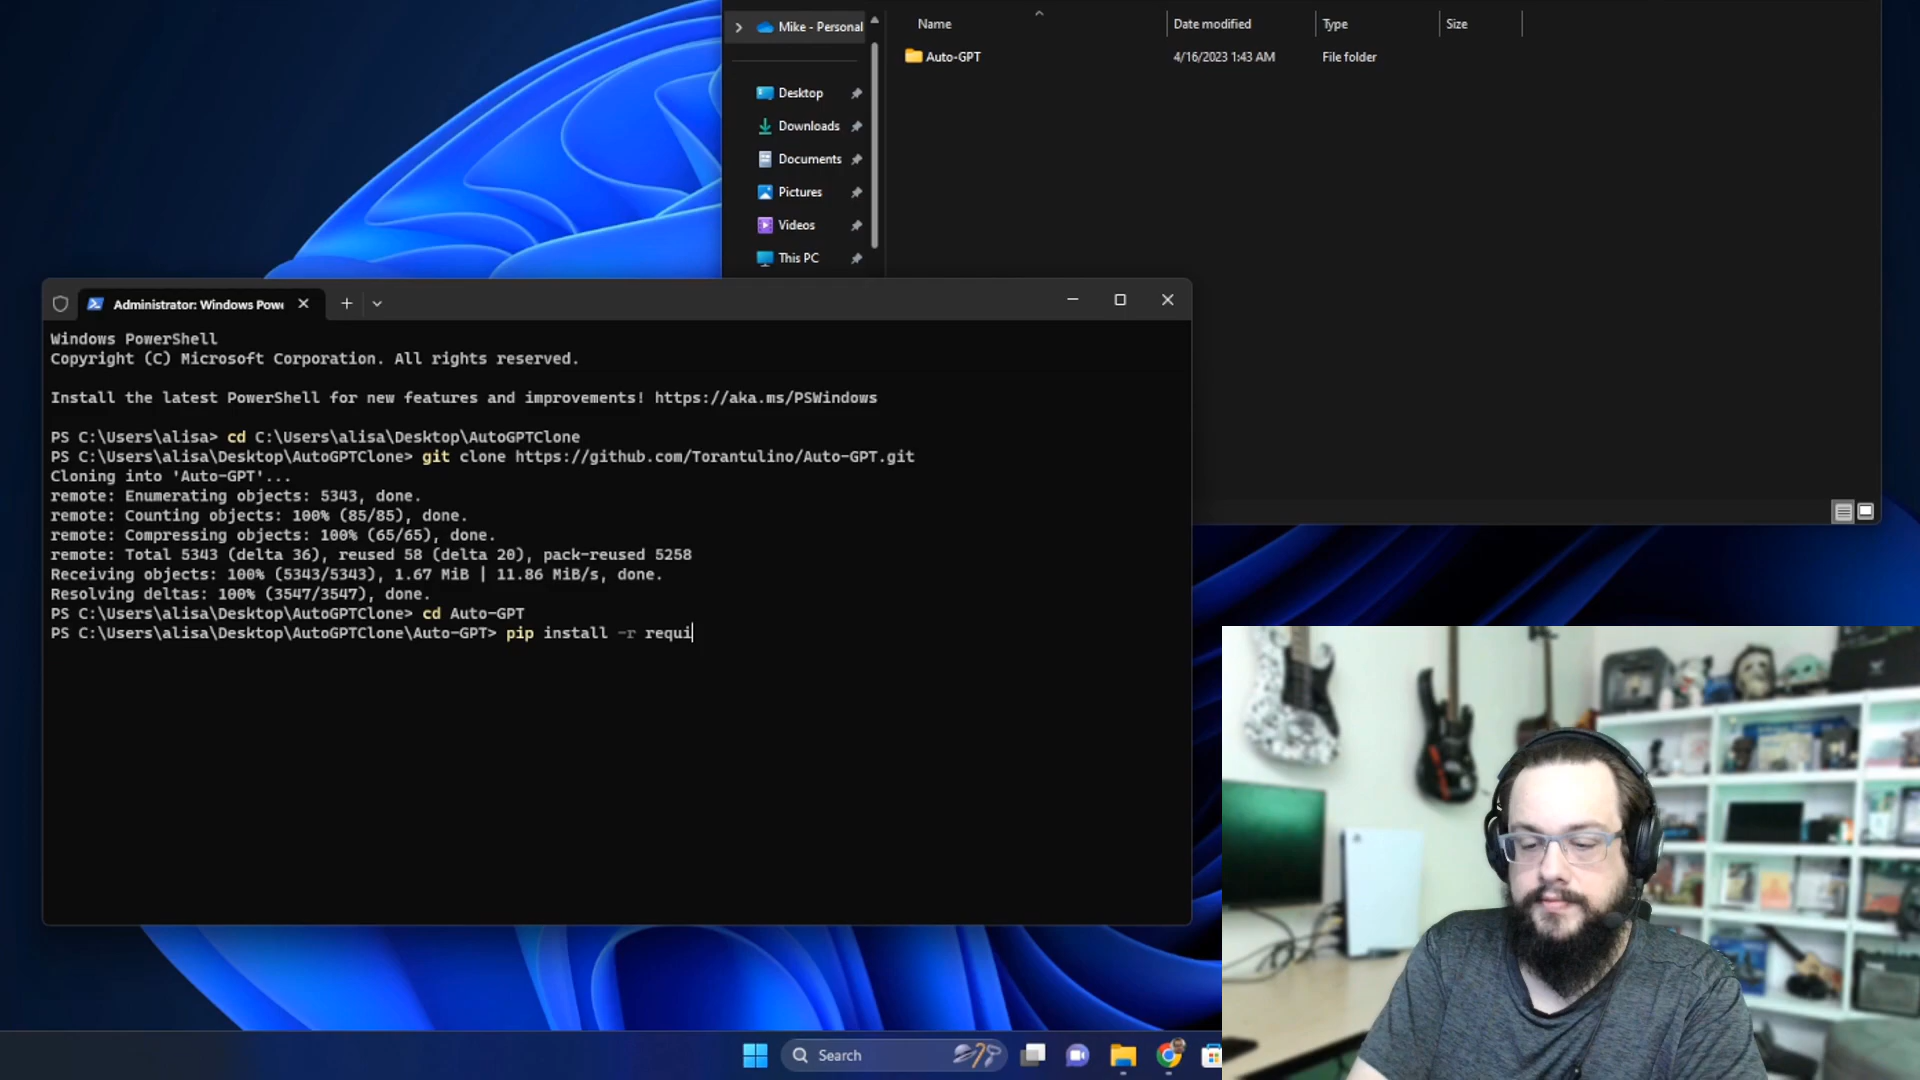 Mike - Personal
Name
Date modified
Type
Size
Auto-GPT
4/16/2023 1:43 AM
File folder
Desktop
Downloads
Documents
Pictures
Videos
This PC
Administrator: Windows Powe
Windows PowerShell
Copyright (C) Microsoft Corporation. All rights reserved.
Install the latest PowerShell for new features and improvements! https://aka.ms/PSWindows
PS C:\Users\alisa> cd C:\Users\alisa\Desktop\AutoGPTClone
PS C:\Users\alisa\Desktop\AutoGPTClone> git clone https://github.com/Torantulino/Auto-GPT.git
Cloning into 'Auto-GPT'...
remote: Enumerating objects: 5343, done.
remote: Counting objects: 100% (85/85), done.
remote: Compressing objects: 100% (65/65), done.
remote: Total 5343 (delta 36), reused 58 (delta 20), pack-reused 5258
Receiving objects: 100% (5343/5343), 1.67 MiB | 11.86 MiB/s, done.
Resolving deltas: 100% (3547/3547), done.
PS C:\Users\alisa\Desktop\AutoGPTClone> cd Auto-GPT
PS C:\Users\alisa\Desktop\AutoGPTClone\Auto-GPT> pip install -r requi
Search